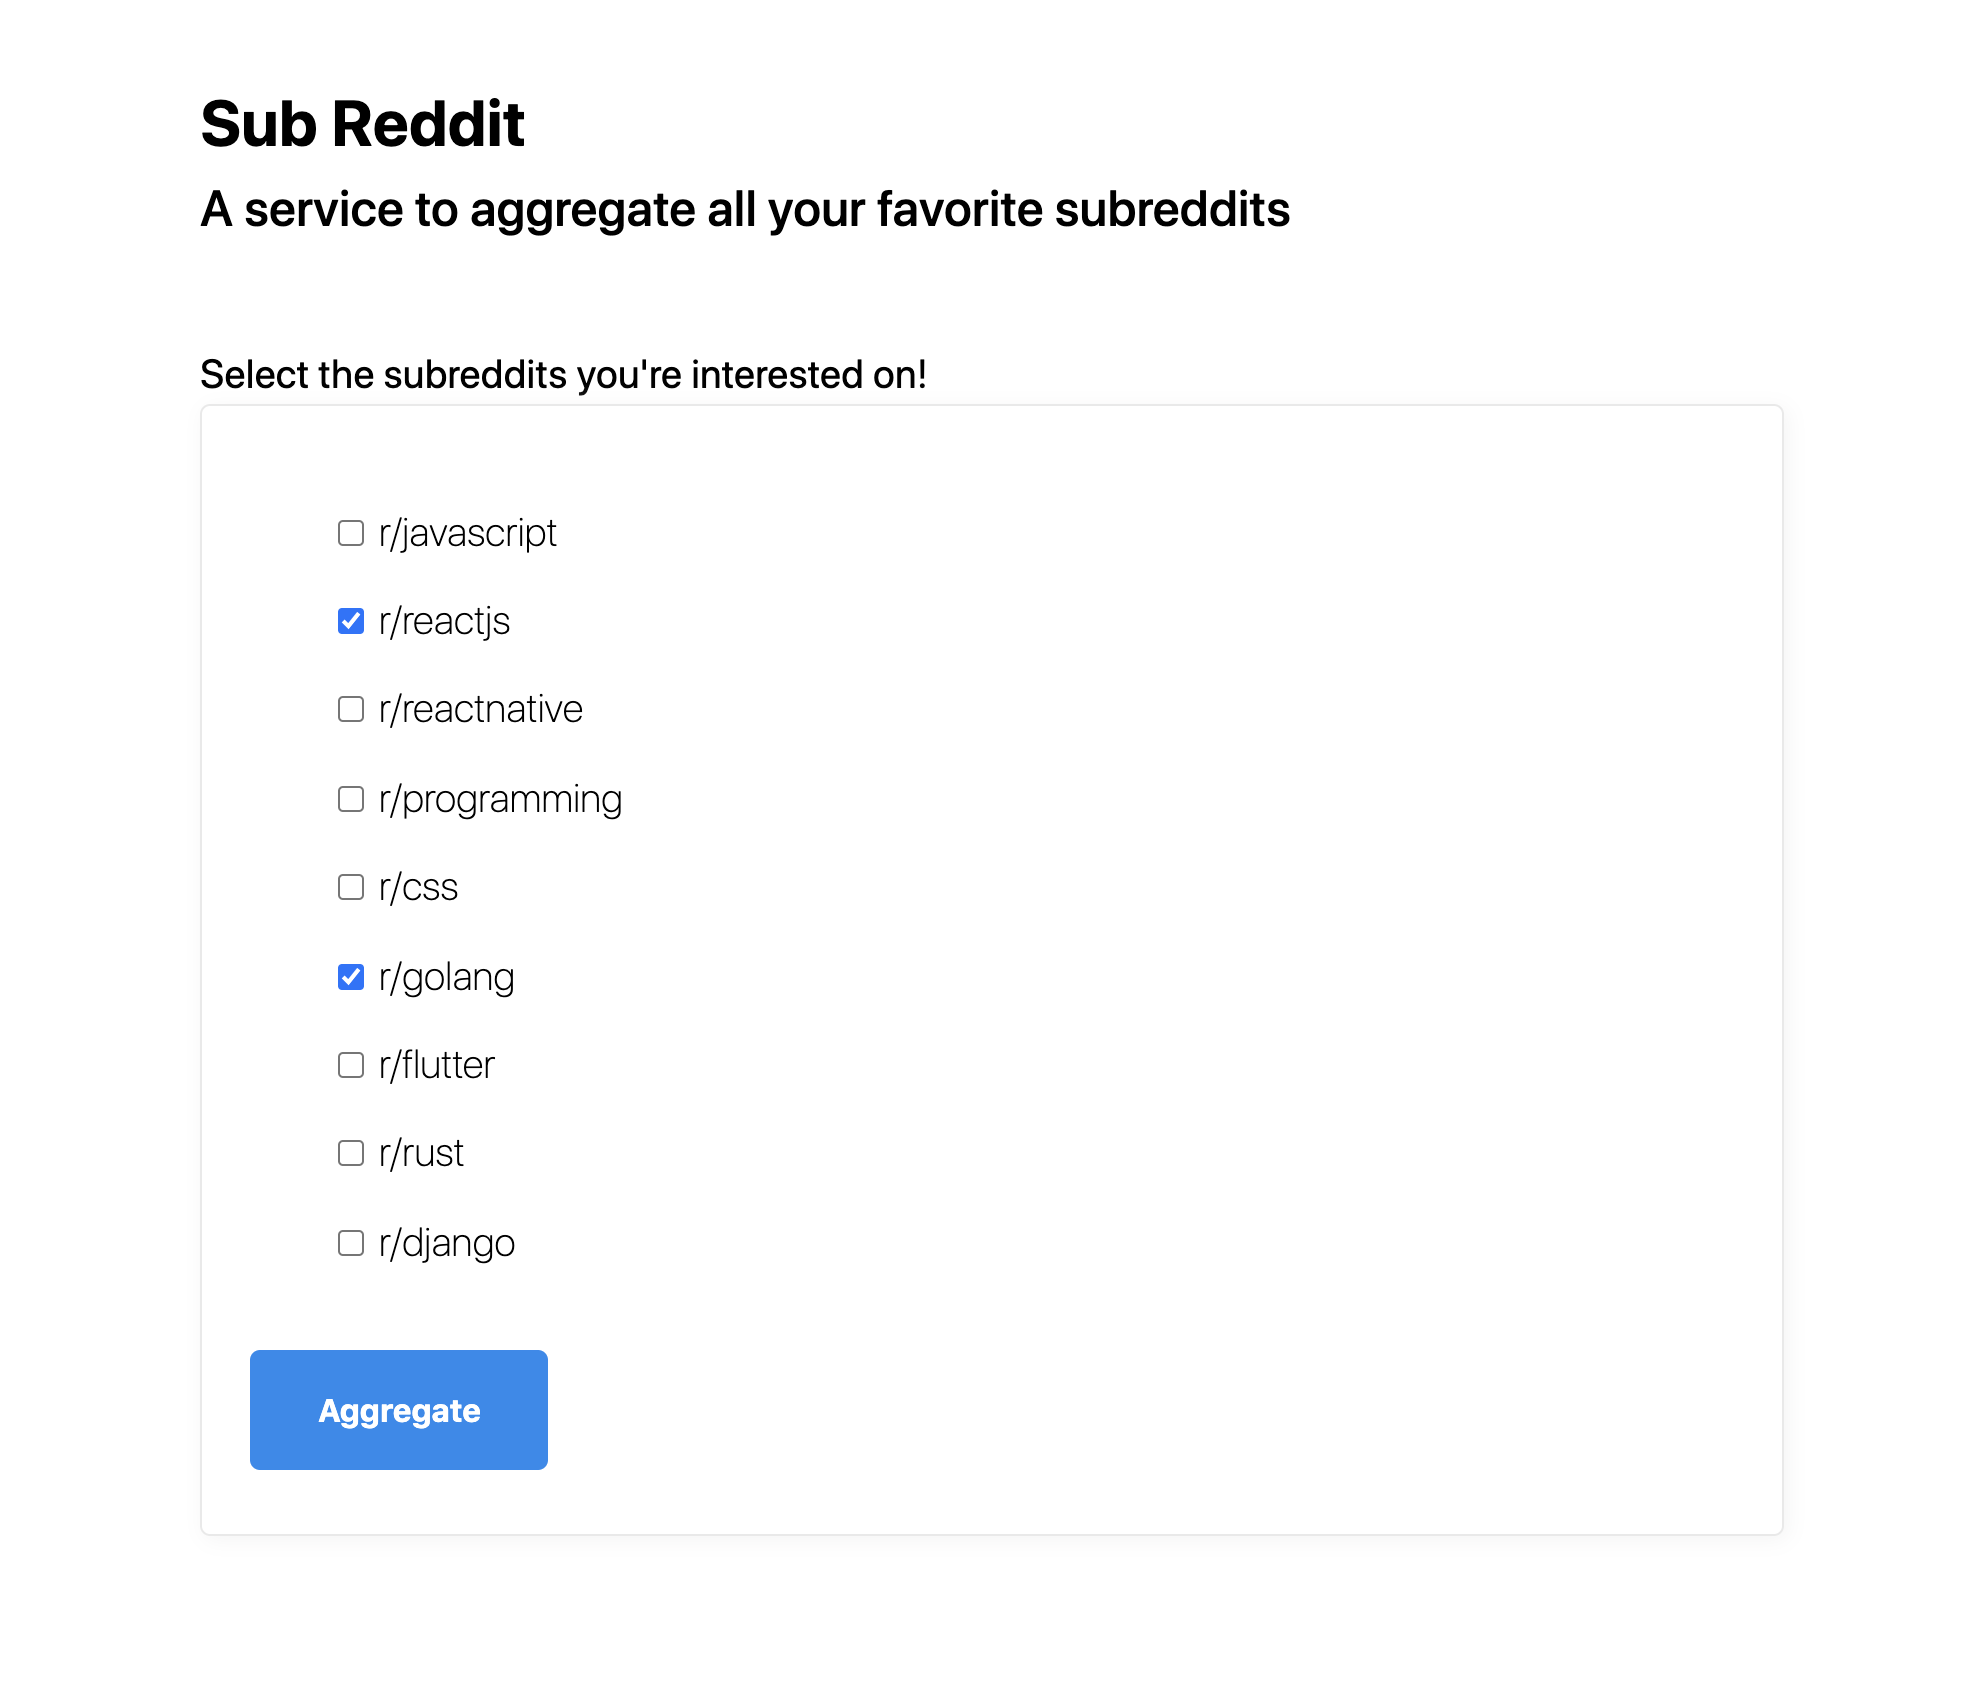 Sub Reddit
A service to aggregate all your favorite subreddits
Select the subreddits you're interested on!
r/javascript
r/reactjs
r/reactnative
r/programming
r/css
r/golang
r/flutter
r/rust
r/django
Aggregate